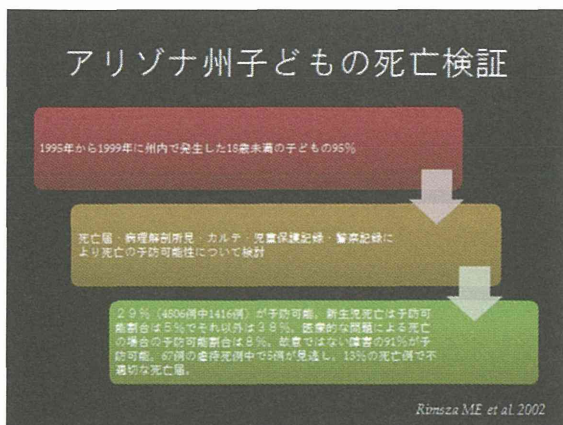 アリゾナ州子どもの死亡検証
1995年から1999年に州内で発生した18歳未満の子どもの95%
死亡届・病理解剖所見・カルテ・児童保護記録・警察記録に
より死亡の予防可能性について検討
29%(4806例中1416例)が予防可能。新生児死亡は予防可
能割合は5%でそれ以外は38%。医療的な問題による死亡
の場合の予防可能割合は8%。故意ではない障害の91%が予
防可能。67例の虐待死例中で5例が見逃し。13%の死亡例で不
適切な死亡届。
Rimsza ME et al. 2002